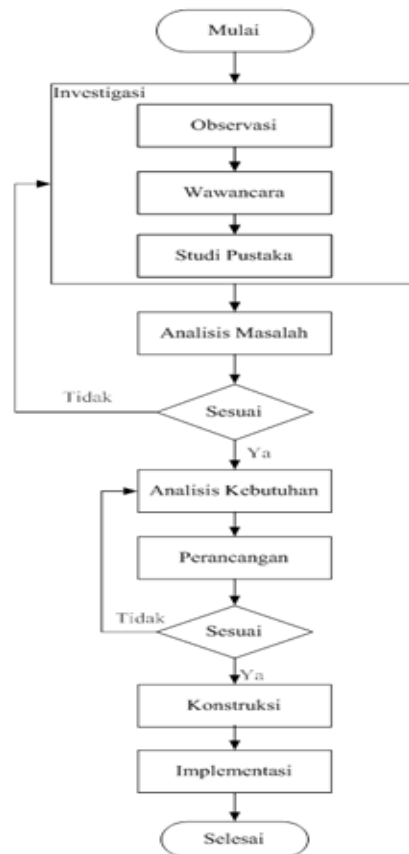 Mulai
Investigasi
Observasi
Wawancara
Studi Pustaka
Analisis Masalah
Tidak
Sesuai
Ya
Analisis Kebutuhan
Perancangan
Tidak
Sesuai
Ya
Konstruksi
Implementasi
Selesai